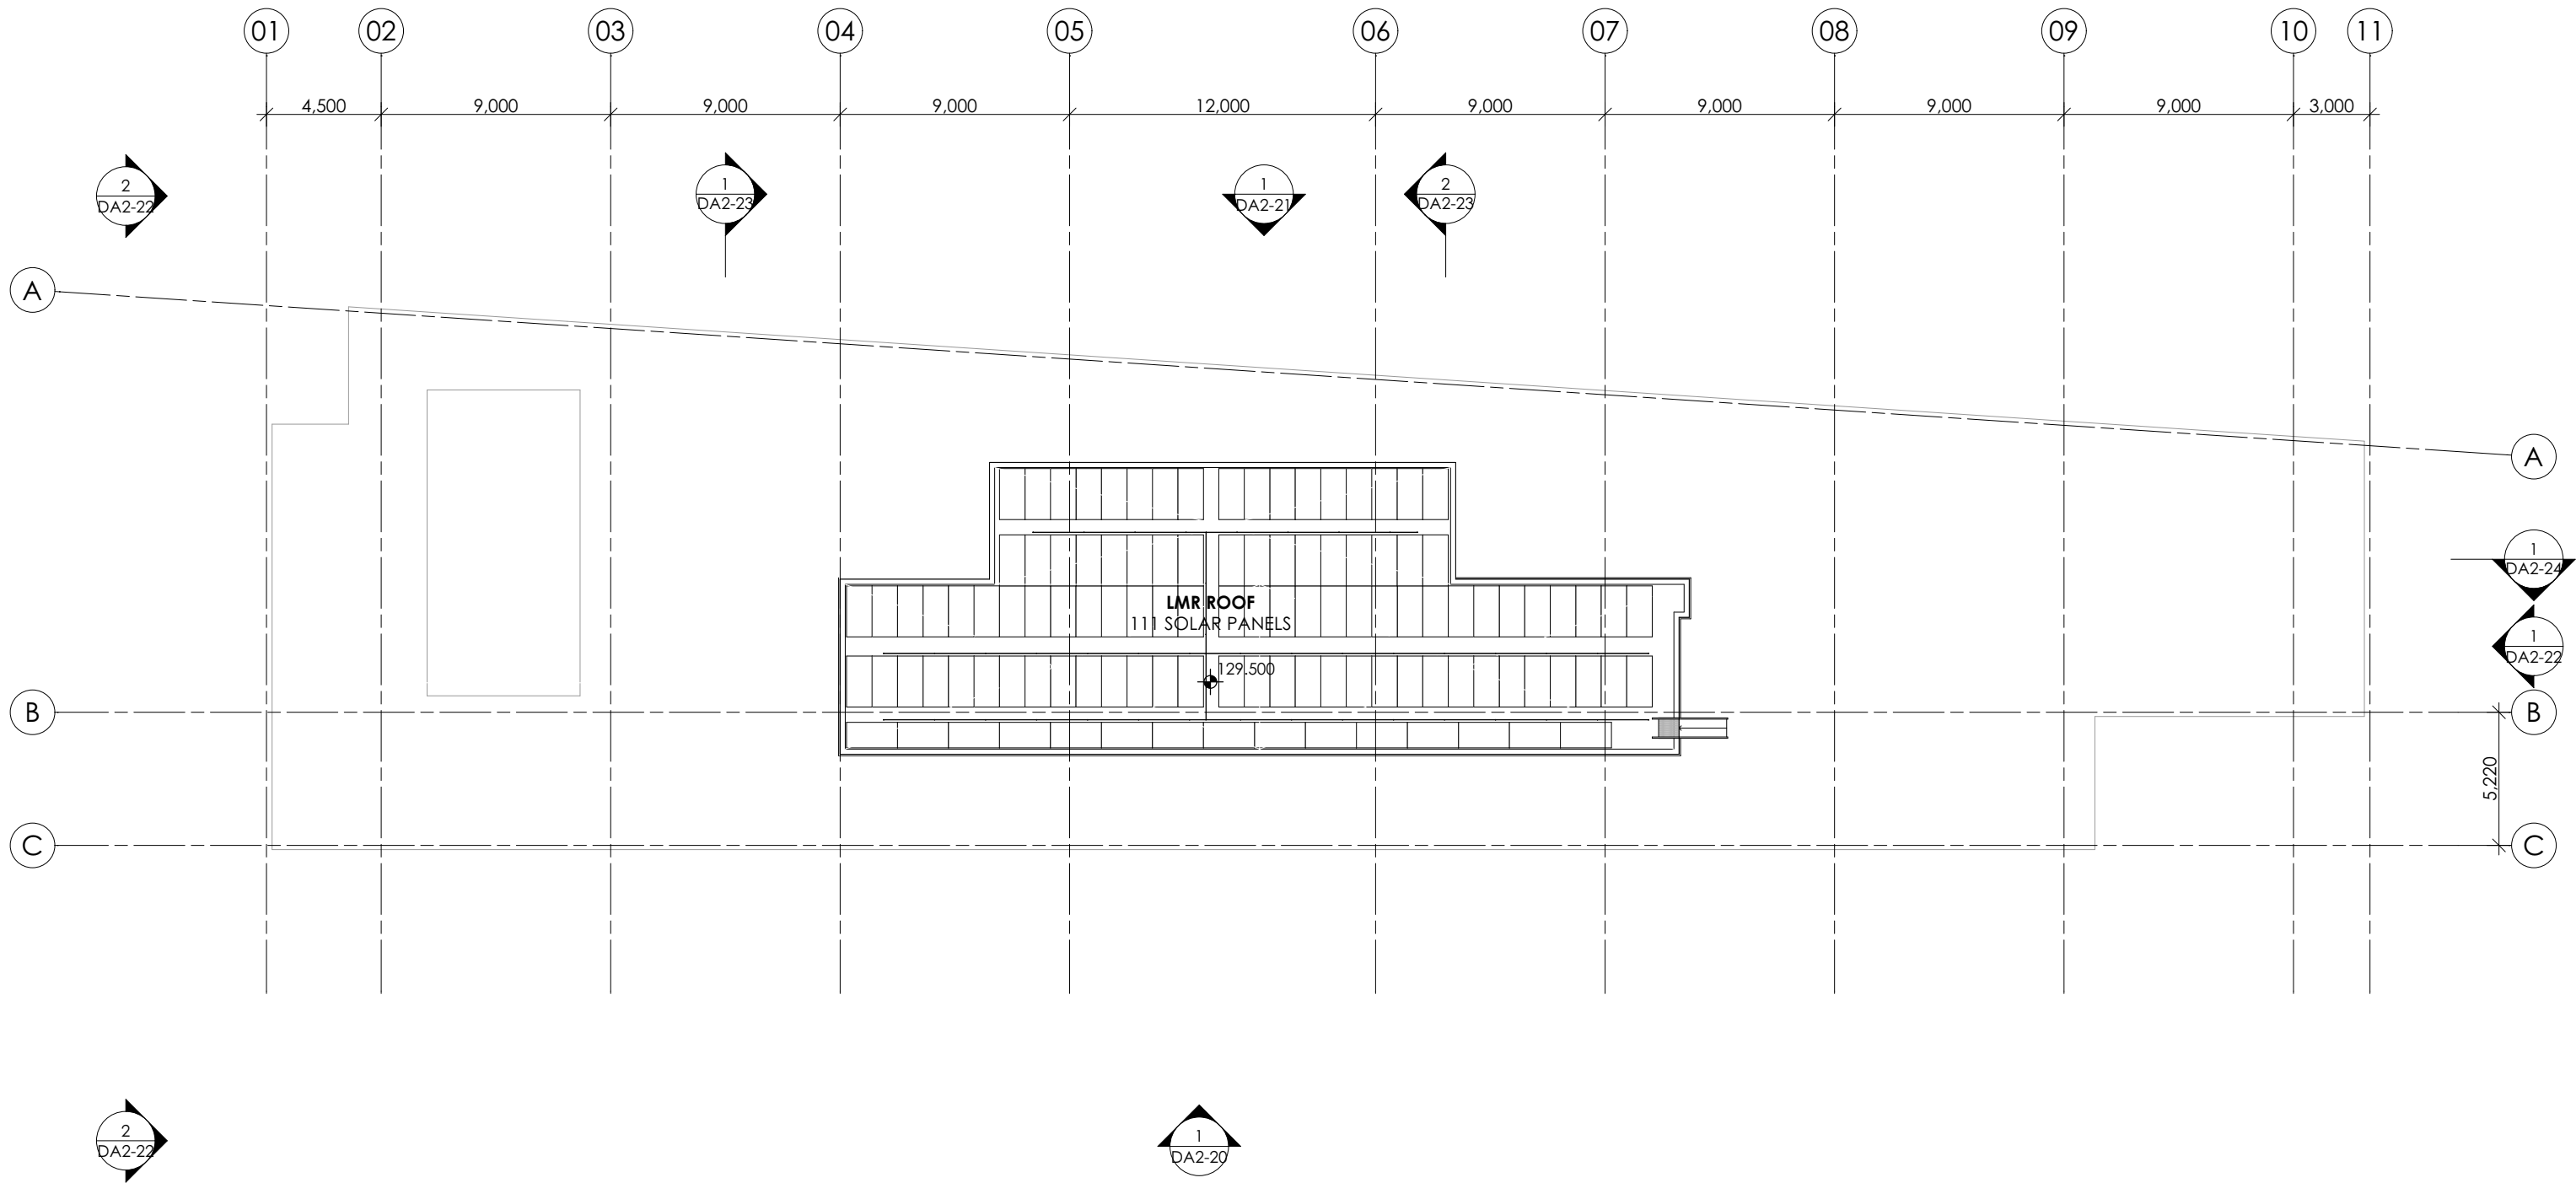 01 02 03 04 05 06 07 08 09 10 11
4,500 9,000 9,000 9,000 12,000 9,000 9,000 9,000 9,000 3,000
2
DA2-22
1
DA2-23
1
DA2-21
2
DA2-23
A
A
1
DA2-24
LMR ROOF
111 SOLAR PANELS
1
DA2-22
129.500
B
B
5,220
C
C
2
DA2-22
1
DA2-20